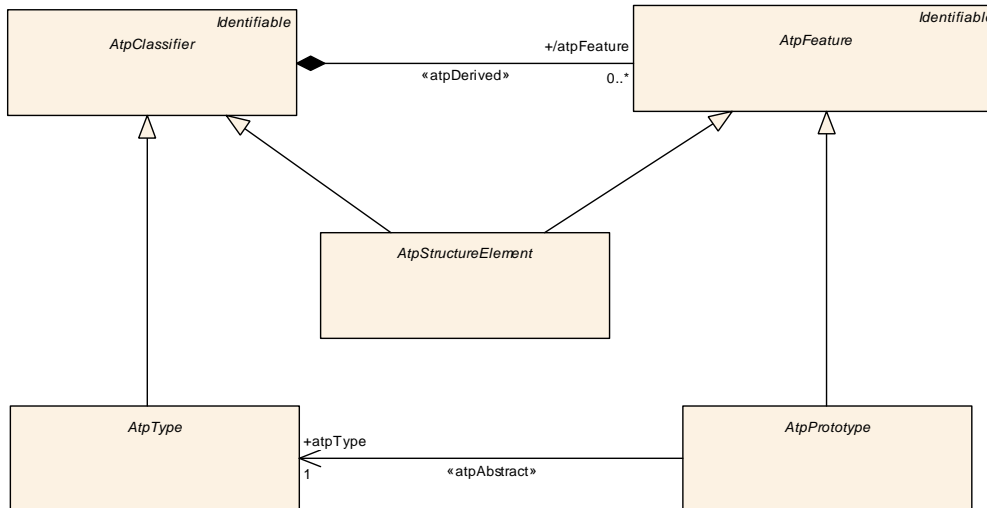 Identifiable
AtpClassifier
Identifiable
AtpFeature
+/atpFeature
«atpDerived»
0..*
AtpStructureElement
AtpType
+atpType
1
«atpAbstract»
AtpPrototype